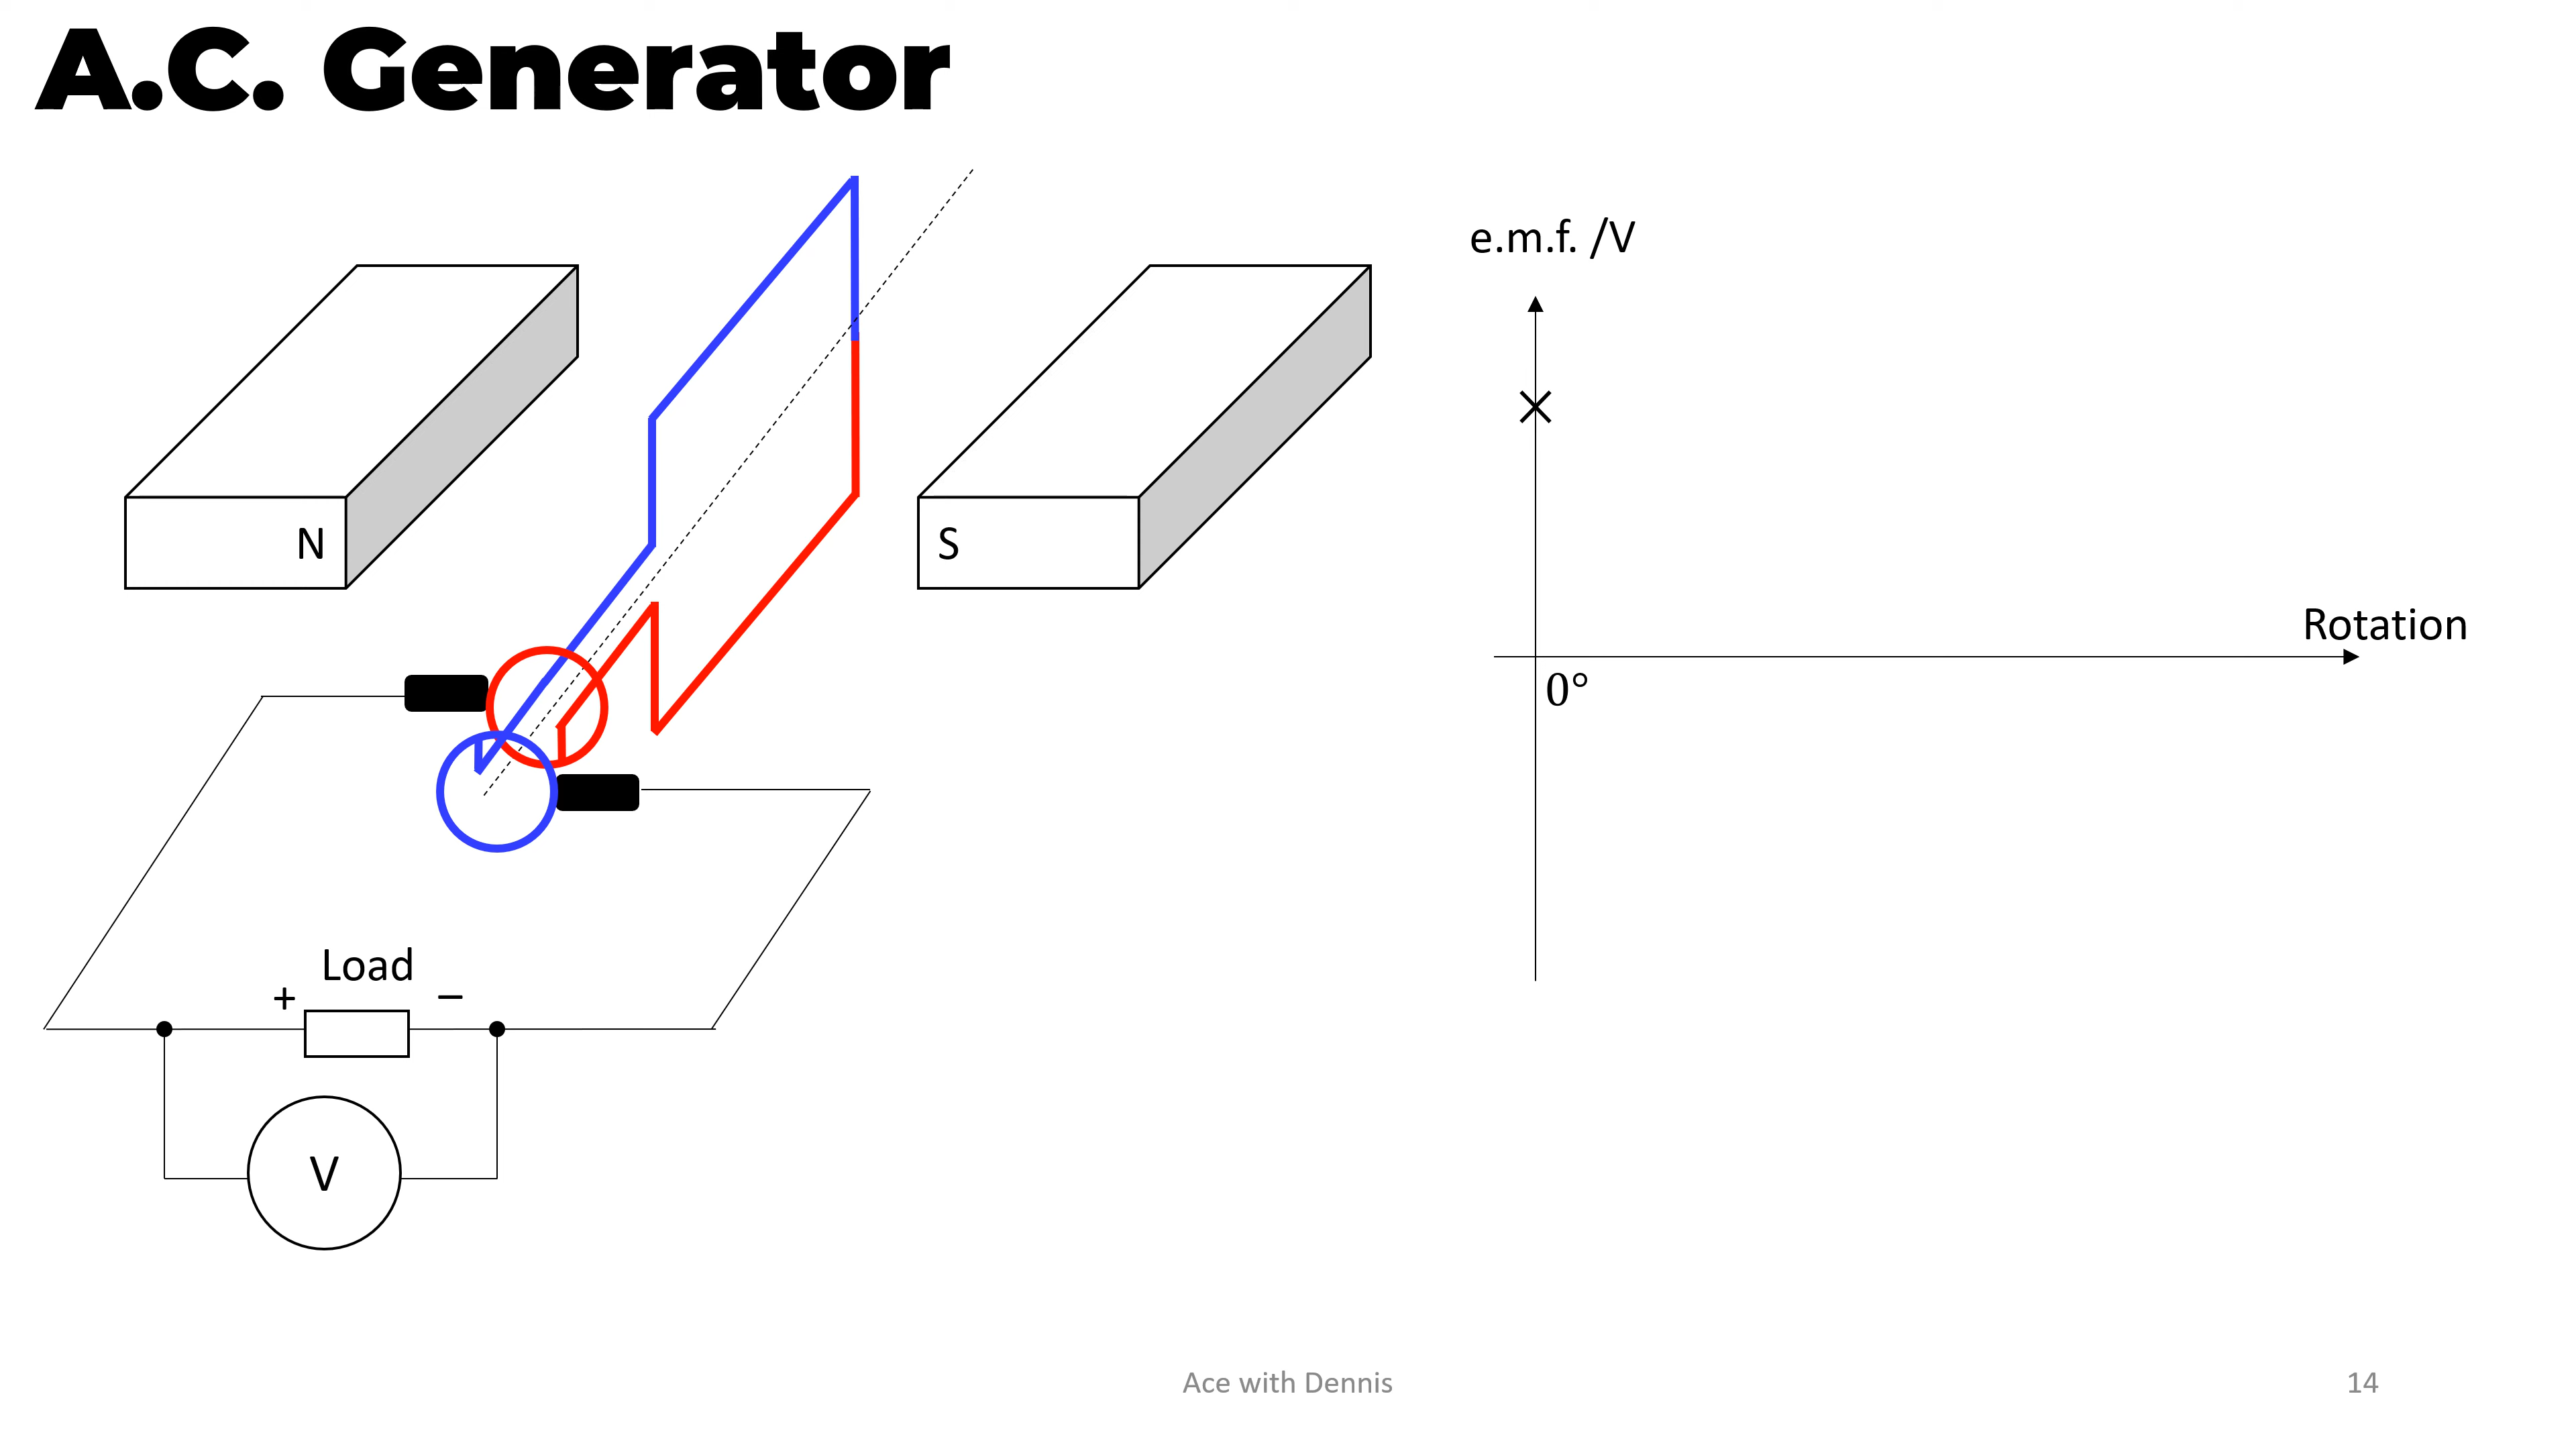 A.C. Generator
e.m.f. /V
N
S
Rotation
0°
Load
+ −
V
Ace with Dennis
14